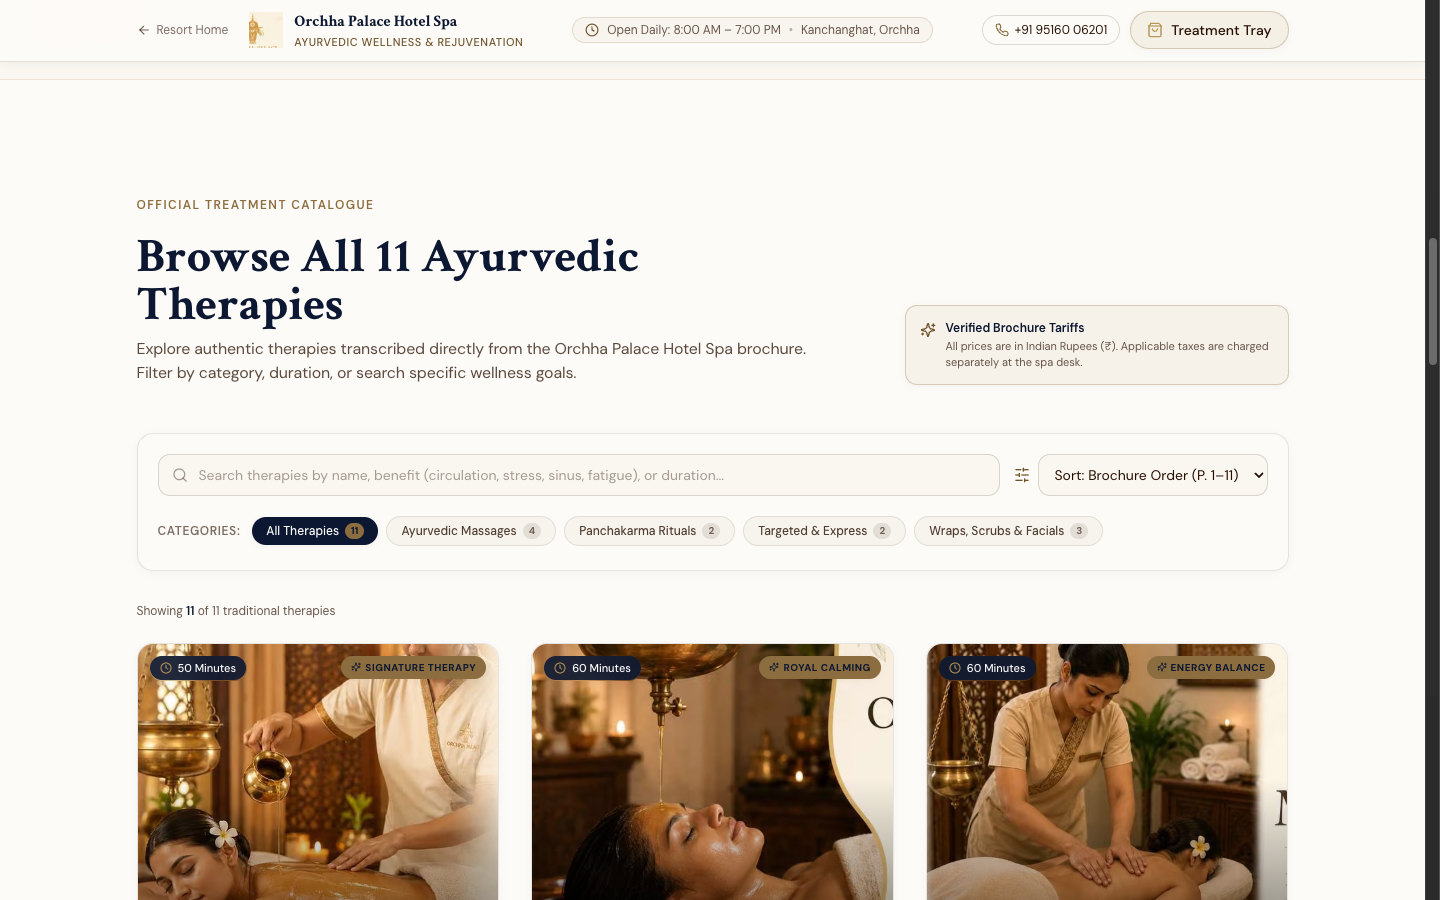 Resort Home
Orchha Palace Hotel Spa
AYURVEDIC WELLNESS & REJUVENATION
Open Daily: 8:00 AM – 7:00 PM • Kanchanghat, Orchha
+91 95160 06201
Treatment Tray
OFFICIAL TREATMENT CATALOGUE
Browse All 11 Ayurvedic
Therapies
Explore authentic therapies transcribed directly from the Orchha Palace Hotel Spa brochure.
Filter by category, duration, or search specific wellness goals.
Verified Brochure Tariffs
All prices are in Indian Rupees (₹). Applicable taxes are charged
separately at the spa desk.
Search therapies by name, benefit (circulation, stress, sinus, fatigue), or duration...
Sort: Brochure Order (P. 1–11)
CATEGORIES:
All Therapies 11
Ayurvedic Massages 4
Panchakarma Rituals 2
Targeted & Express 2
Wraps, Scrubs & Facials 3
Showing 11 of 11 traditional therapies
50 Minutes
SIGNATURE THERAPY
60 Minutes
ROYAL CALMING
60 Minutes
ENERGY BALANCE